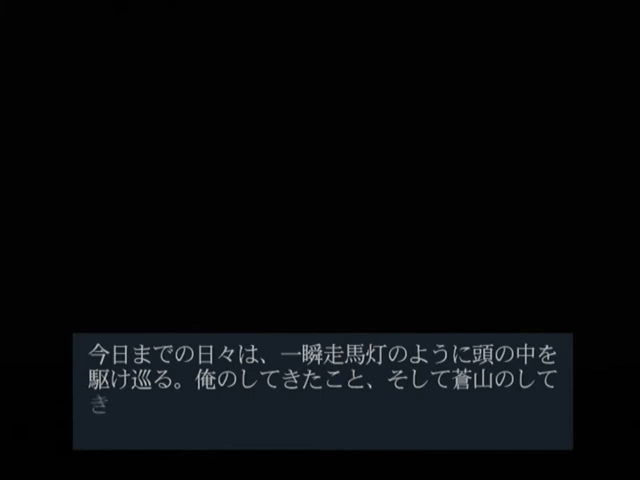 今日までの日々は、一瞬走馬灯のように頭の中を
駆け巡る。俺のしてきたこと、そして蒼山のして
き